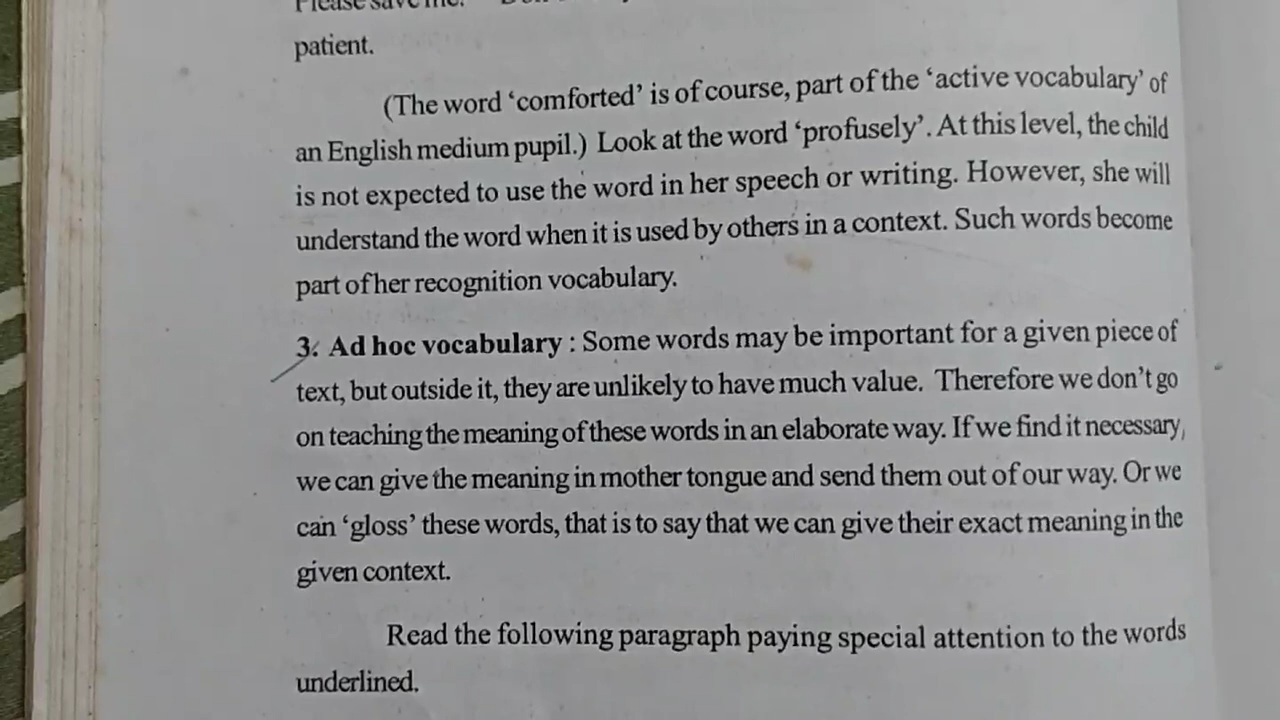 Please save me.
patient.
(The word ‘comforted’ is of course, part of the ‘active vocabulary’ of
an English medium pupil.) Look at the word ‘profusely’. At this level, the child
is not expected to use the word in her speech or writing. However, she will
understand the word when it is used by others in a context. Such words become
part of her recognition vocabulary.
3. Ad hoc vocabulary : Some words may be important for a given piece of
text, but outside it, they are unlikely to have much value. Therefore we don’t go
on teaching the meaning of these words in an elaborate way. If we find it necessary,
we can give the meaning in mother tongue and send them out of our way. Or we
can ‘gloss’ these words, that is to say that we can give their exact meaning in the
given context.
Read the following paragraph paying special attention to the words
underlined.